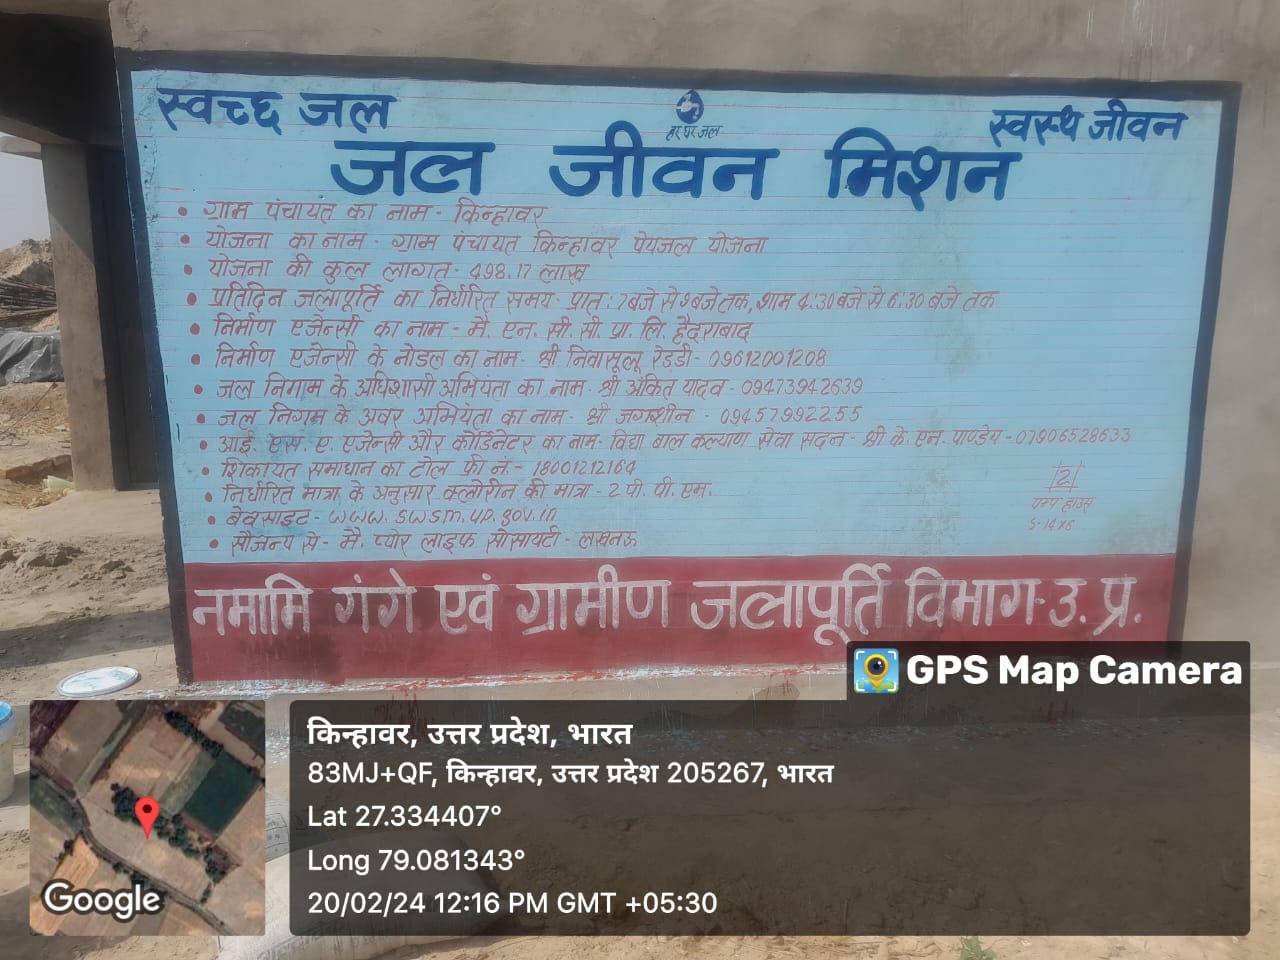 स्वच्छ जल
हर घर जल
स्वस्थ जीवन
जल जीवन मिशन
• ग्राम पंचायत का नाम - किन्हावर
• योजना का नाम - ग्राम पंचायत किन्हावर पेयजल योजना
• योजना की कुल लागत - 498.17 लाख
• प्रतिदिन जलापूर्ति का निर्धारित समय - प्रात: 7 बजे से 9 बजे तक, शाम 4:30 बजे से 6:30 बजे तक
• निर्माण एजेन्सी का नाम - मै. एन. सी. सी. प्रा. लि. हैदराबाद
• निर्माण एजेन्सी के नोडल का नाम - श्री निवासूलू रेड्डी - 09612001208
• जल निगम के अधिशासी अभियंता का नाम - श्री अंकित यादव - 09473942639
• जल निगम के अवर अभियंता का नाम - श्री जगशीन - 09457992255
• आई. एस. ए. एजेन्सी और कोर्डिनेटर का नाम - विद्या बाल कल्याण सेवा सदन - श्री के. एन. पाण्डेय - 07906528633
• शिकायत समाधान का टोल फ्री नं - 18001212164
• निर्धारित मात्रा के अनुसार क्लोरीन की मात्रा - 2 पी. पी. एम.
• बेवसाइट - www.swsm.up.gov.in
• सौजन्य से - मै. प्योर लाइफ सोसायटी - लखनऊ
2
पम्प हाउस
5-14X6
नमामि गंगे एवं ग्रामीण जलापूर्ति विभाग - उ. प्र.
GPS Map Camera
किन्हावर, उत्तर प्रदेश, भारत
83MJ+QF, किन्हावर, उत्तर प्रदेश 205267, भारत
Lat 27.334407°
Long 79.081343°
20/02/24 12:16 PM GMT +05:30
Google